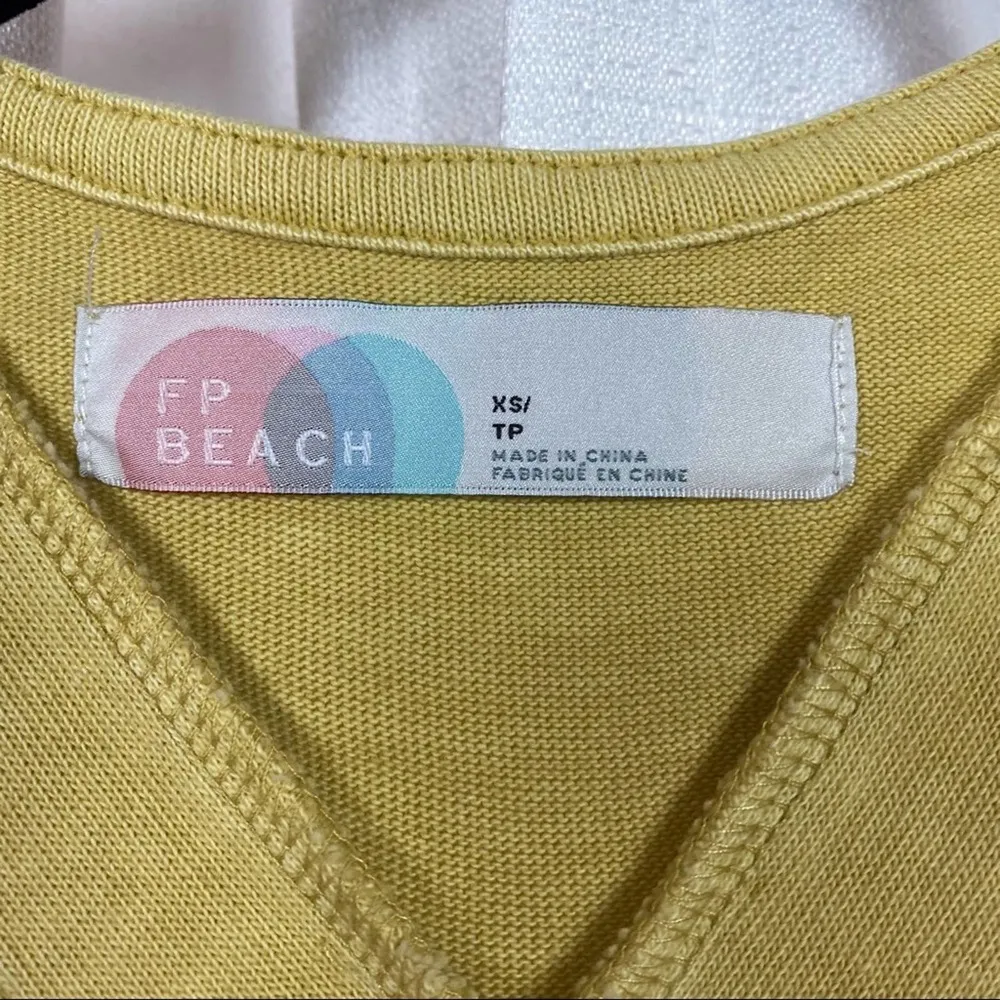 FP
BEACH
XS/
TP
MADE IN CHINA
FABRIQUÉ EN CHINE